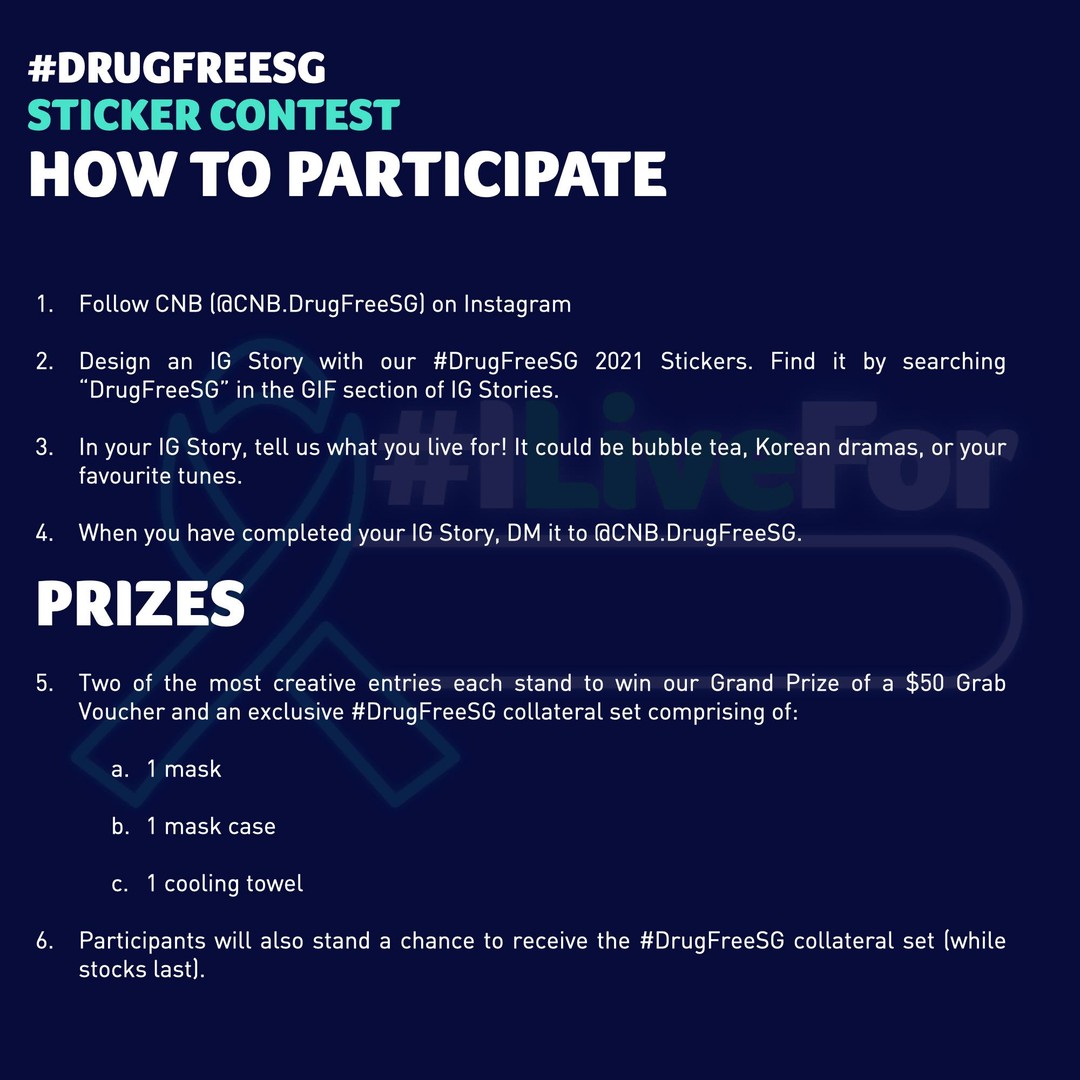 #DRUGFREESG
STICKER CONTEST
HOW TO PARTICIPATE
1. Follow CNB (@CNB.DrugFreeSG) on Instagram
2. Design an IG Story with our #DrugFreeSG 2021 Stickers. Find it by searching
“DrugFreeSG” in the GIF section of IG Stories.
#ILiveFor
3. In your IG Story, tell us what you live for! It could be bubble tea, Korean dramas, or your
favourite tunes.
4. When you have completed your IG Story, DM it to @CNB.DrugFreeSG.
PRIZES
5. Two of the most creative entries each stand to win our Grand Prize of a $50 Grab
Voucher and an exclusive #DrugFreeSG collateral set comprising of:
a. 1 mask
b. 1 mask case
c. 1 cooling towel
6. Participants will also stand a chance to receive the #DrugFreeSG collateral set (while
stocks last).